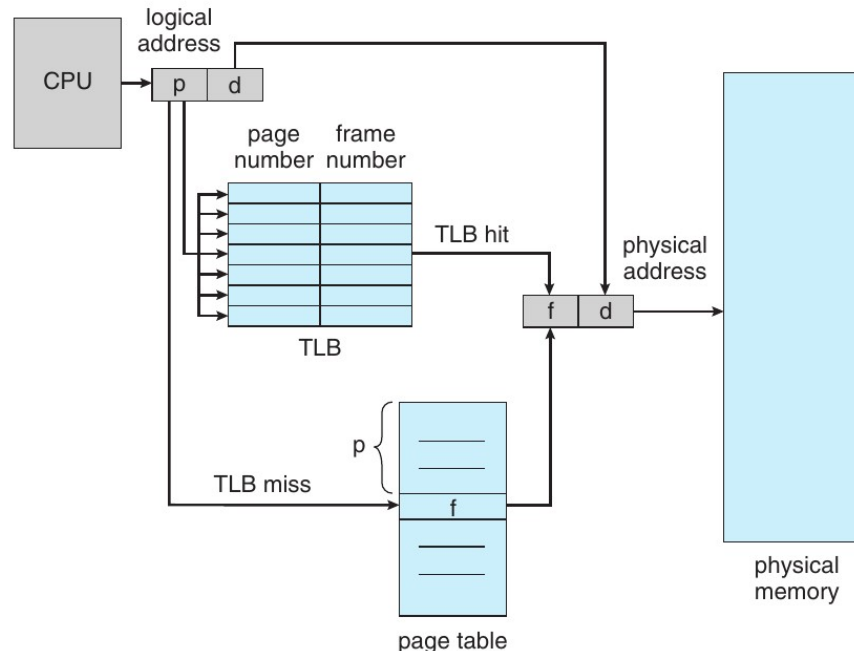 logical
address
CPU
p
d
page
number
frame
number
TLB hit
physical
address
f
d
TLB
p
TLB miss
f
physical
memory
page table